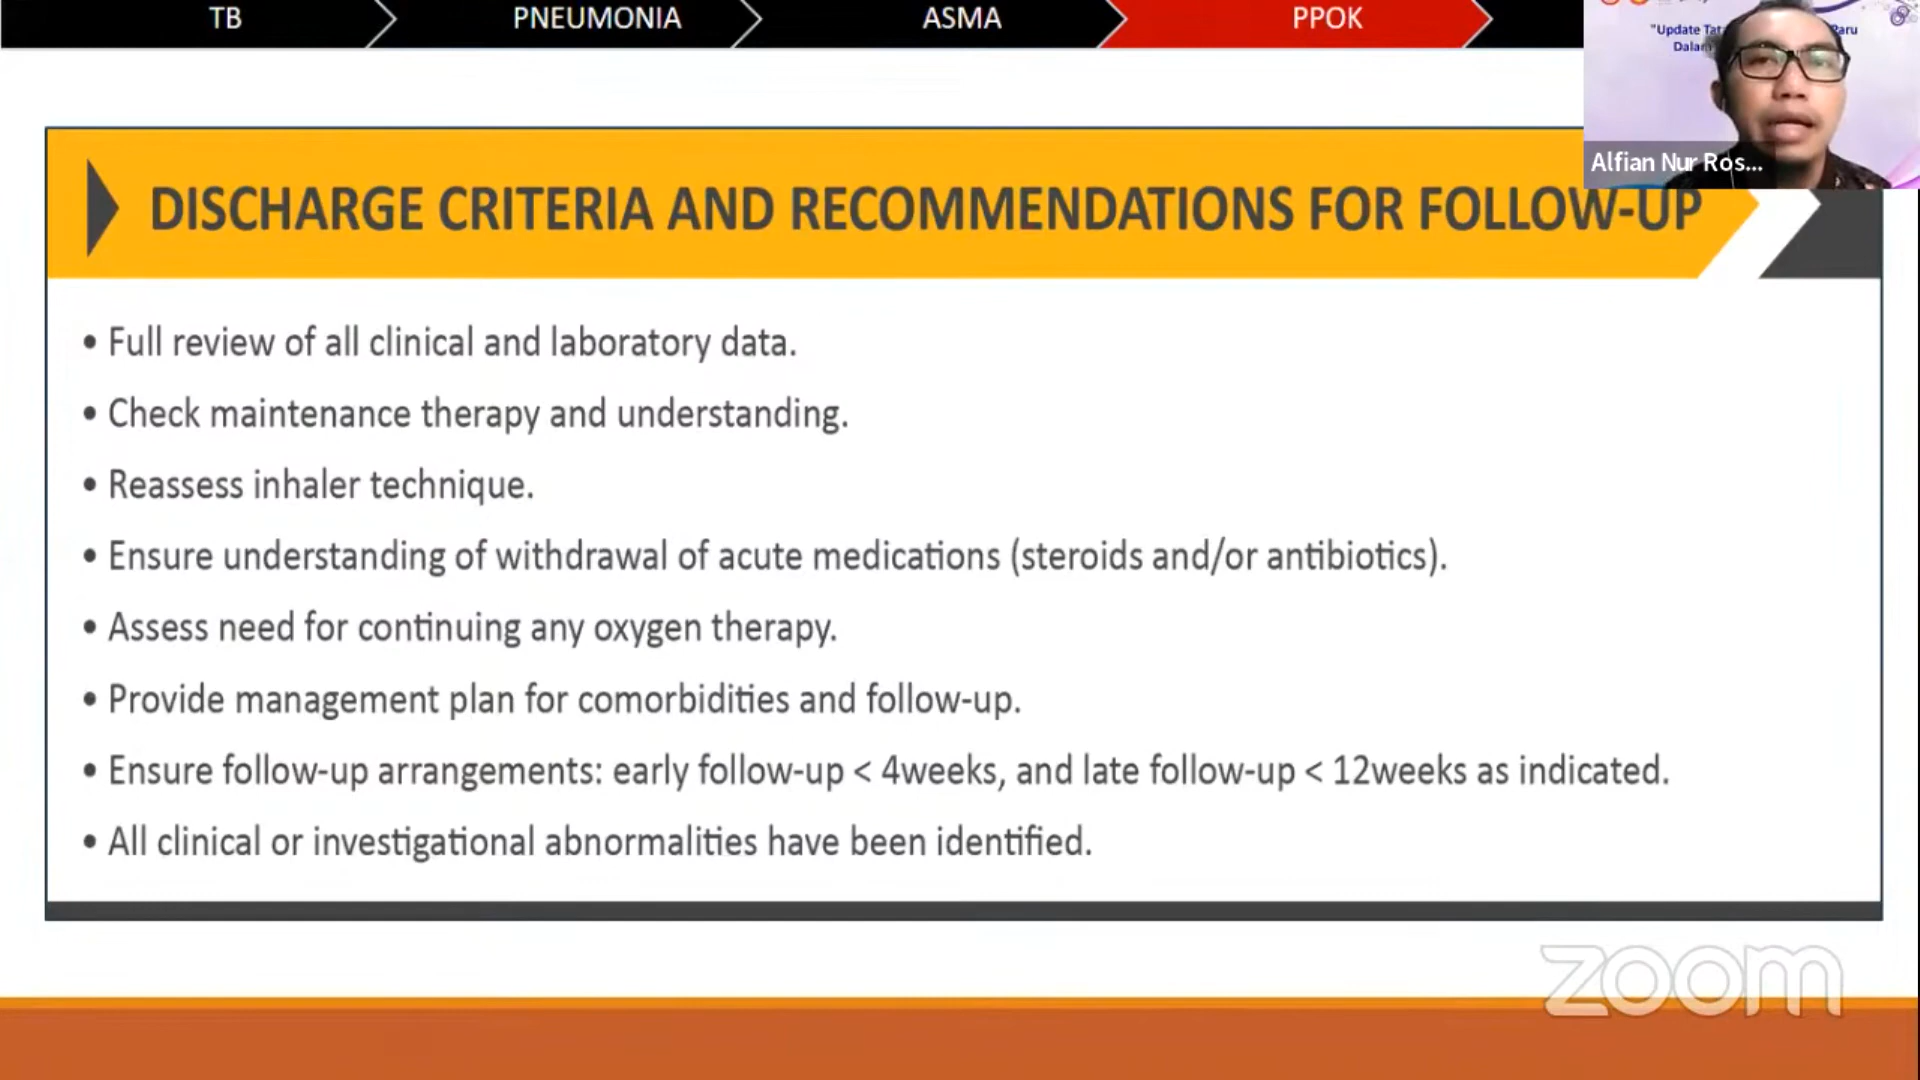 TB
PNEUMONIA
ASMA
PPOK
"Update
Dalam
Alfian Nur Ros...
DISCHARGE CRITERIA AND RECOMMENDATIONS FOR FOLLOW-UP
• Full review of all clinical and laboratory data.
• Check maintenance therapy and understanding.
• Reassess inhaler technique.
• Ensure understanding of withdrawal of acute medications (steroids and/or antibiotics).
• Assess need for continuing any oxygen therapy.
• Provide management plan for comorbidities and follow-up.
• Ensure follow-up arrangements: early follow-up < 4weeks, and late follow-up < 12weeks as indicated.
• All clinical or investigational abnormalities have been identified.
zoom